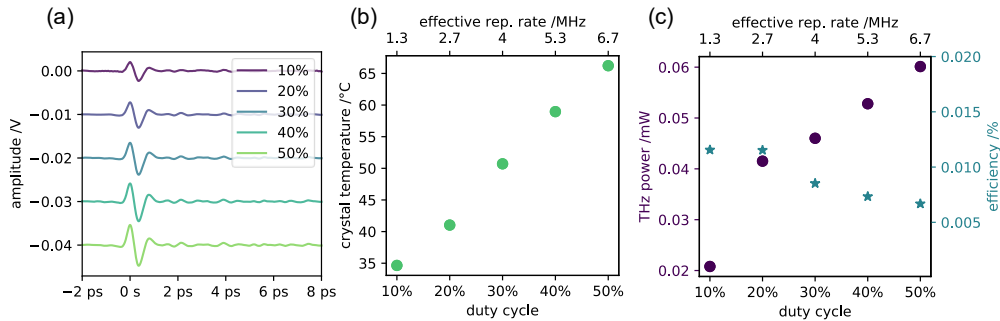 (a)
amplitude /V
0.00
−0.01
−0.02
−0.03
−0.04
10%
20%
30%
40%
50%
−2 ps 0 s 2 ps 4 ps 6 ps 8 ps
(b)
effective rep. rate /MHz
1.3 2.7 4 5.3 6.7
crystal temperature /°C
65
60
55
50
45
40
35
10% 20% 30% 40% 50%
duty cycle
(c)
effective rep. rate /MHz
1.3 2.7 4 5.3 6.7
THz power /mW
0.06
0.05
0.04
0.03
0.02
0.020
0.015
0.010
0.005
efficiency /%
10% 20% 30% 40% 50%
duty cycle